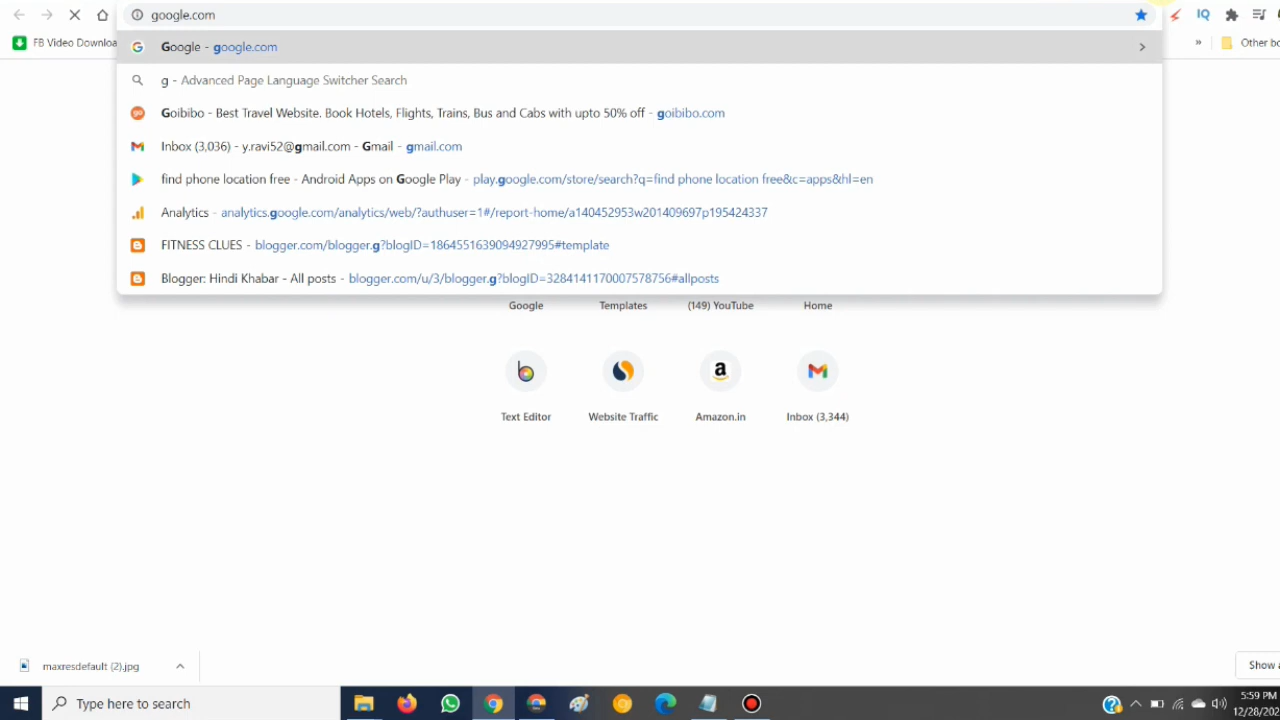 google.com
IQ
FB Video Downloa
»
Other bo
Google - google.com
g - Advanced Page Language Switcher Search
Goibibo - Best Travel Website. Book Hotels, Flights, Trains, Bus and Cabs with upto 50% off - goibibo.com
Inbox (3,036) - y.ravi52@gmail.com - Gmail - gmail.com
find phone location free - Android Apps on Google Play - play.google.com/store/search?q=find phone location free&c=apps&hl=en
Analytics - analytics.google.com/analytics/web/?authuser=1#/report-home/a140452953w201409697p195424337
FITNESS CLUES - blogger.com/blogger.g?blogID=1864551639094927995#template
Blogger: Hindi Khabar - All posts - blogger.com/u/3/blogger.g?blogID=3284141170007578756#allposts
Google Templates (149) YouTube Home
Text Editor Website Traffic Amazon.in Inbox (3,344)
maxresdefault (2).jpg
Show a
Type here to search
5:59 PM
12/28/202